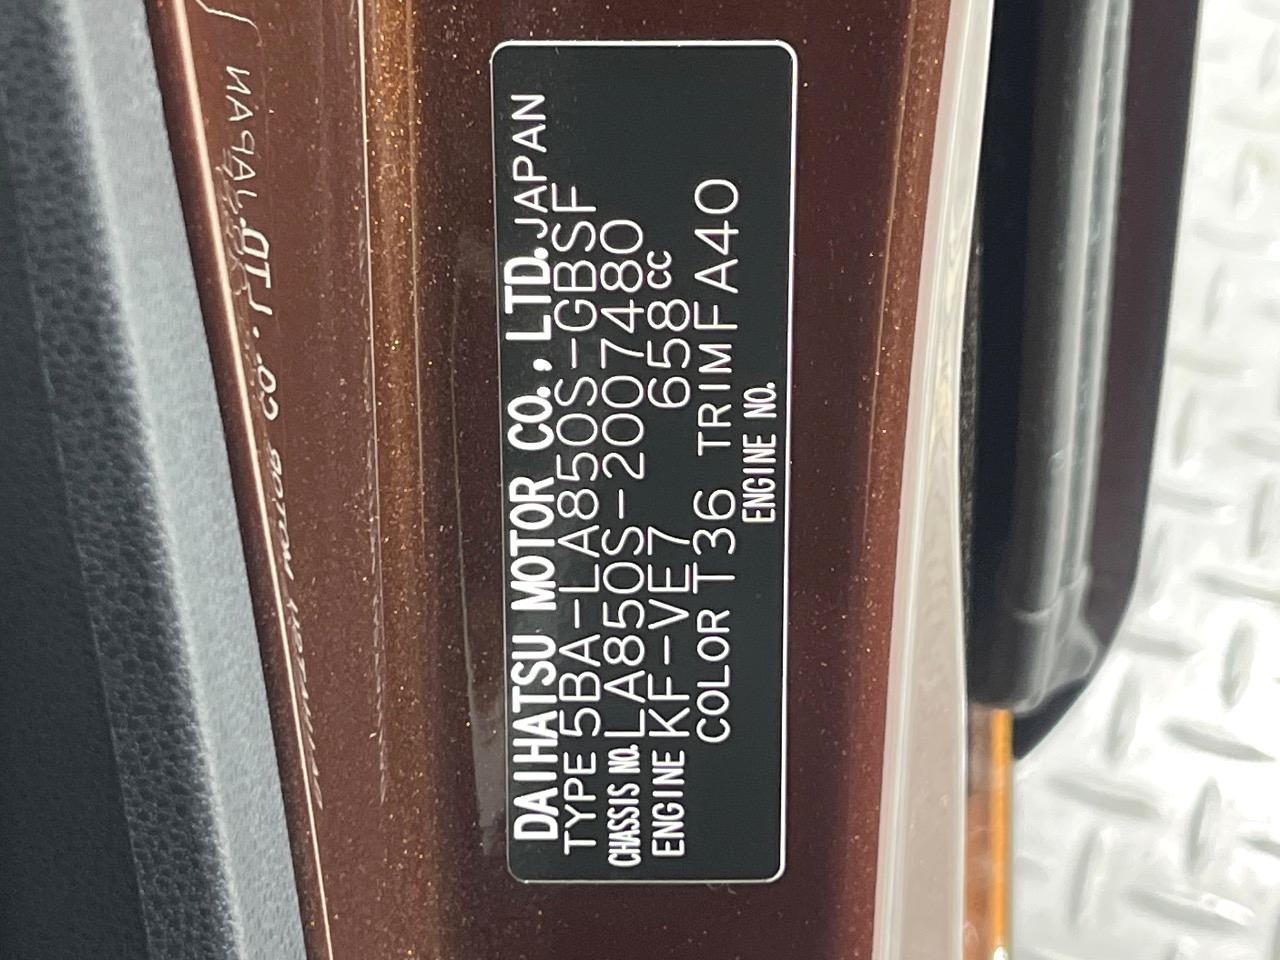 DAIHATSU MOTOR CO., LTD. JAPAN
TYPE 5BA-LA850S-GBSF
CHASSIS NO. LA850S-2007480
ENGINE KF-VE7 658CC
COLOR T36 TRIM FA40
ENGINE NO.